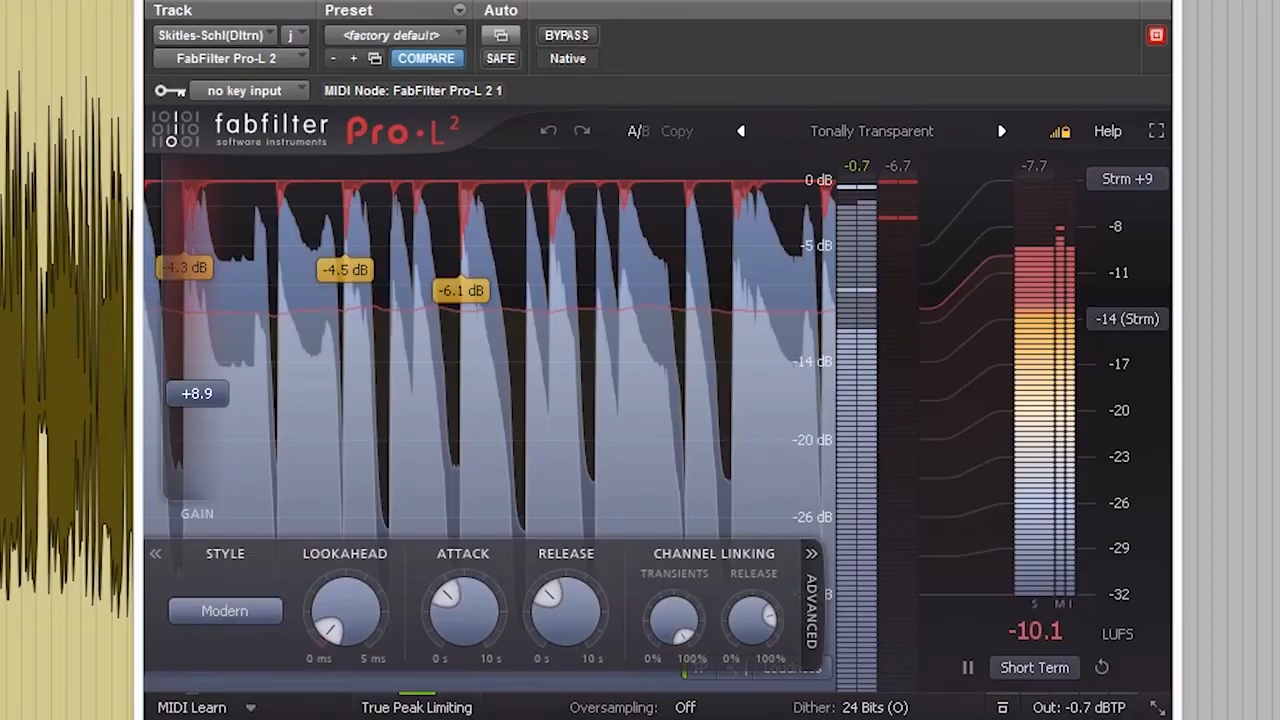 Track Preset Auto
Skitles-Schl(Dltrn) j <factory default> BYPASS
FabFilter Pro-L 2 - + COMPARE SAFE Native
no key input MIDI Node: FabFilter Pro-L 2 1
fabfilter Pro·L 2 A/B Copy Tonally Transparent Help
software instruments
-0.7 -6.7 -7.7
0 dB Strm +9
-8
-5 dB
-4.3 dB -4.5 dB -11
-6.1 dB
-14 (Strm)
-14 dB -17
+8.9
-20
-20 dB
-23
-26
GAIN -26 dB
-29
STYLE LOOKAHEAD ATTACK RELEASE CHANNEL LINKING
TRANSIENTS RELEASE
-32
S M I
Modern ADVANCED
-10.1 LUFS
0 ms 5 ms 0 s 10 s 0 s 10 s 0% 100% 0% 100%
Short Term
MIDI Learn True Peak Limiting Oversampling: Off Dither: 24 Bits (O) Out: -0.7 dBTP